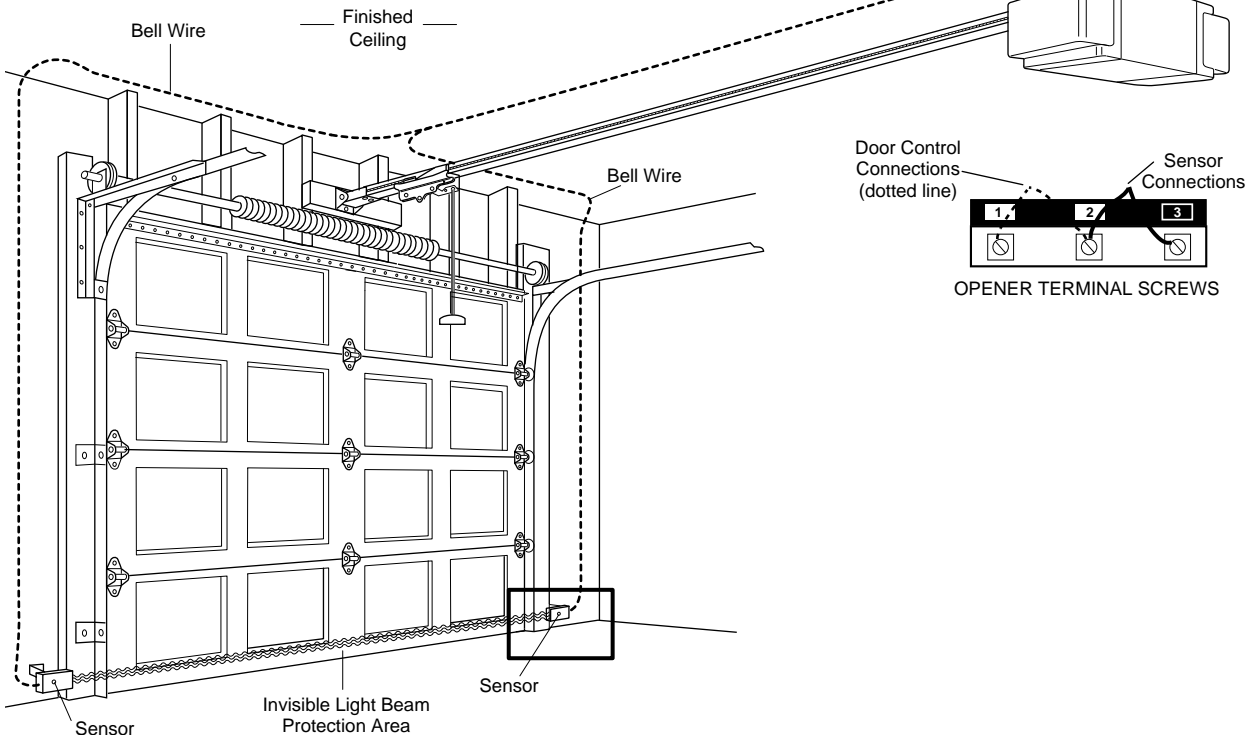 Finished
Ceiling
Bell Wire
Bell Wire
Door Control
Connections
(dotted line)
Sensor
Connections
1 2 3
OPENER TERMINAL SCREWS
Sensor
Invisible Light Beam
Protection Area
Sensor